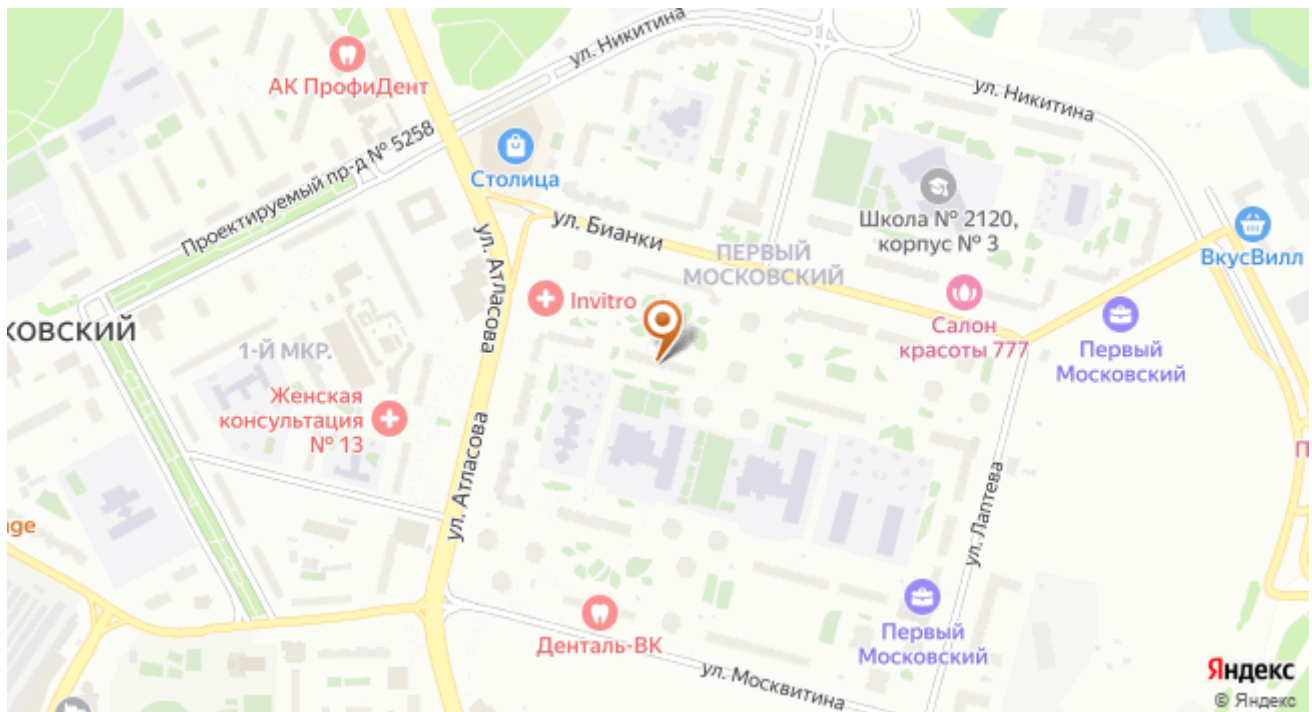 ул. Никитина
АК ПрофиДент
ул. Никитина
Проектируемый пр-д № 5258
Столица
Школа № 2120,
корпус № 3
ул. Бианки
ул. Атласова
ПЕРВЫЙ
МОСКОВСКИЙ
ВкусВилл
Invitro
ковский
Салон
красоты 777
1-Й МКР.
Первый
Московский
Женская
консультация
№ 13
ул. Атласова
ул. Лаптева
П
age
Денталь-ВК
Первый
Московский
ул. Москвитина
Яндекс
© Яндекс